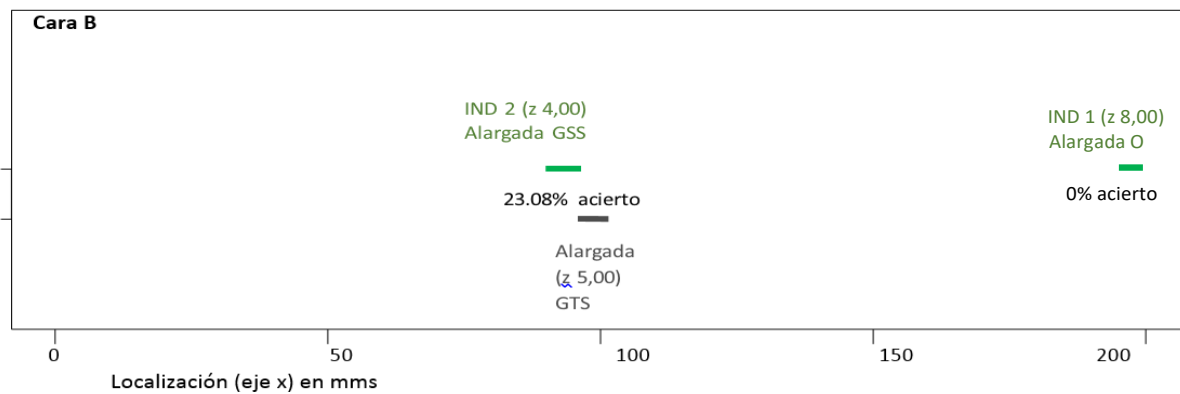 Cara B
IND 2 (z 4,00)
Alargada GSS
IND 1 (z 8,00)
Alargada O
23.08% acierto
0% acierto
Alargada
(z 5,00)
GTS
0 50 100 150 200
Localización (eje x) en mms